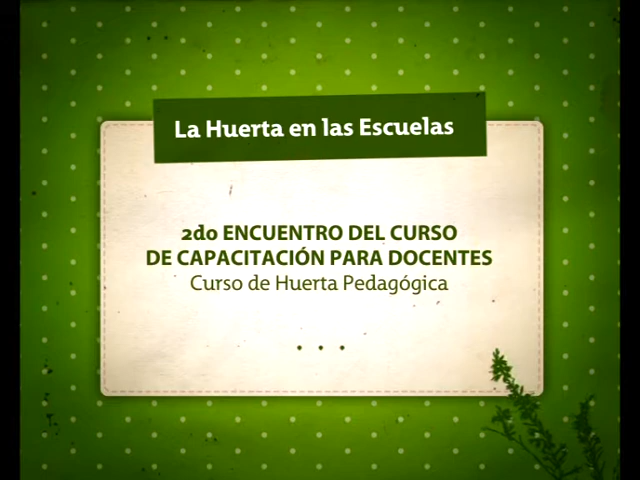 La Huerta en las Escuelas
2do ENCUENTRO DEL CURSO
DE CAPACITACIÓN PARA DOCENTES
Curso de Huerta Pedagógica
. . .